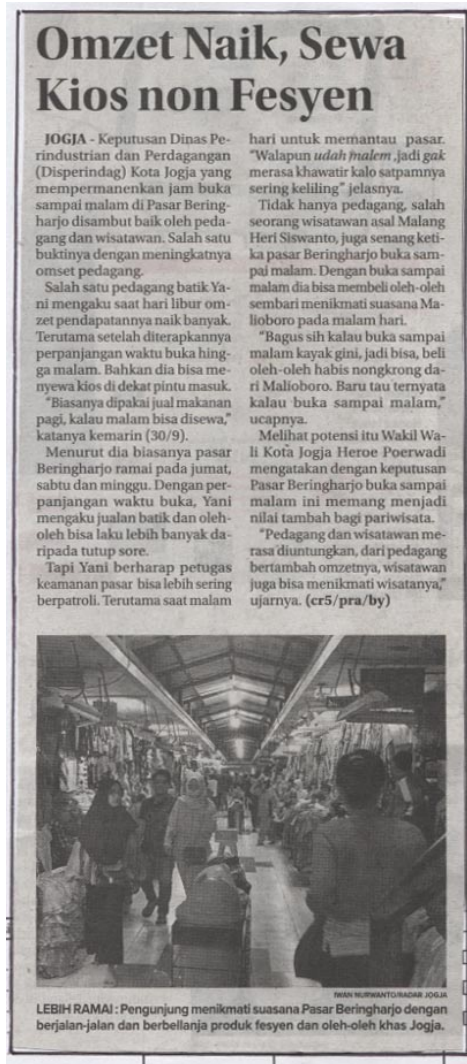 Omzet Naik, Sewa
Kios non Fesyen
JOGJA - Keputusan Dinas Pe-
rindustrian dan Perdagangan
(Disperindag) Kota Jogja yang
mempermanenkan jam buka
sampai malam di Pasar Bering-
harjo disambut baik oleh peda-
gang dan wisatawan. Salah satu
buktinya dengan meningkatnya
omset pedagang.
Salah satu pedagang batik Ya-
ni mengaku saat hari libur om-
zet pendapatannya naik banyak.
Terutama setelah diterapkannya
perpanjangan waktu buka hing-
ga malam. Bahkan dia bisa me-
nyewa kios di dekat pintu masuk.
"Biasanya dipakai jual makanan
pagi, kalau malam bisa disewa,"
katanya kemarin (30/9).
Menurut dia biasanya pasar
Beringharjo ramai pada jumat,
sabtu dan minggu. Dengan per-
panjangan waktu buka, Yani
mengaku jualan batik dan oleh-
oleh bisa laku lebih banyak da-
ripada tutup sore.
Tapi Yani berharap petugas
keamanan pasar bisa lebih sering
berpatroli. Terutama saat malam
hari untuk memantau pasar.
"Walapun udah malem ,jadi gak
merasa khawatir kalo satpamnya
sering keliling" jelasnya.
Tidak hanya pedagang, salah
seorang wisatawan asal Malang
Heri Siswanto, juga senang keti-
ka pasar Beringharjo buka sam-
pai malam. Dengan buka sampai
malam dia bisa membeli oleh-oleh
sembari menikmati suasana Ma-
lioboro pada malam hari.
"Bagus sih kalau buka sampai
malam kayak gini, jadi bisa, beli
oleh-oleh habis nongkrong da-
ri Malioboro. Baru tau ternyata
kalau buka sampai malam,"
ucapnya.
Melihat potensi itu Wakil Wa-
li Kota Jogja Heroe Poerwadi
mengatakan dengan keputusan
Pasar Beringharjo buka sampai
malam ini memang menjadi
nilai tambah bagi pariwisata.
"Pedagang dan wisatawan me-
rasa diuntungkan, dari pedagang
bertambah omzetnya, wisatawan
juga bisa menikmati wisatanya,"
ujarnya. (cr5/pra/by)
IWAN NURWANTO/RADAR JOGJA
LEBIH RAMAI : Pengunjung menikmati suasana Pasar Beringharjo dengan
berjalan-jalan dan berbellanja produk fesyen dan oleh-oleh khas Jogja.